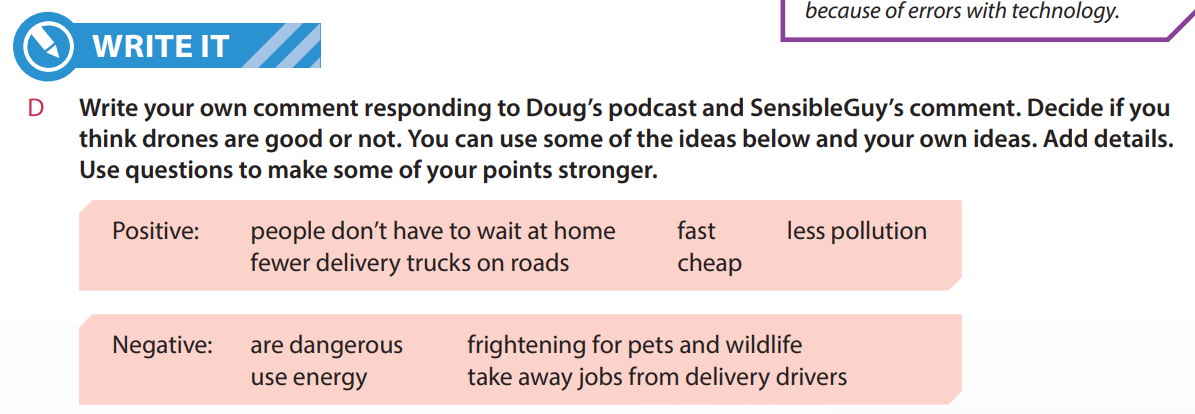 because of errors with technology.
WRITE IT
D Write your own comment responding to Doug's podcast and SensibleGuy's comment. Decide if you
think drones are good or not. You can use some of the ideas below and your own ideas. Add details.
Use questions to make some of your points stronger.
Positive: people don't have to wait at home fast less pollution
fewer delivery trucks on roads cheap
Negative: are dangerous frightening for pets and wildlife
use energy take away jobs from delivery drivers